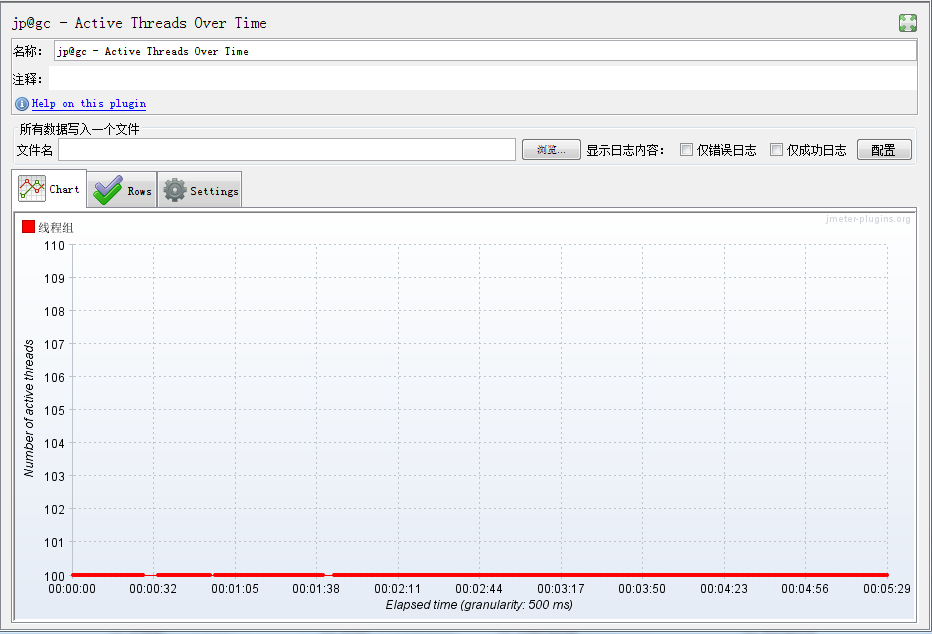 jp@gc - Active Threads Over Time
名称: jp@gc - Active Threads Over Time
注释:
Help on this plugin
所有数据写入一个文件
文件名 浏览... 显示日志内容: 仅错误日志 仅成功日志 配置
Chart Rows Settings
jmeter-plugins.org
线程组
110
109
108
107
106
105
104
103
102
101
100
Number of active threads
00:00:00 00:00:32 00:01:05 00:01:38 00:02:11 00:02:44 00:03:17 00:03:50 00:04:23 00:04:56 00:05:29
Elapsed time (granularity: 500 ms)